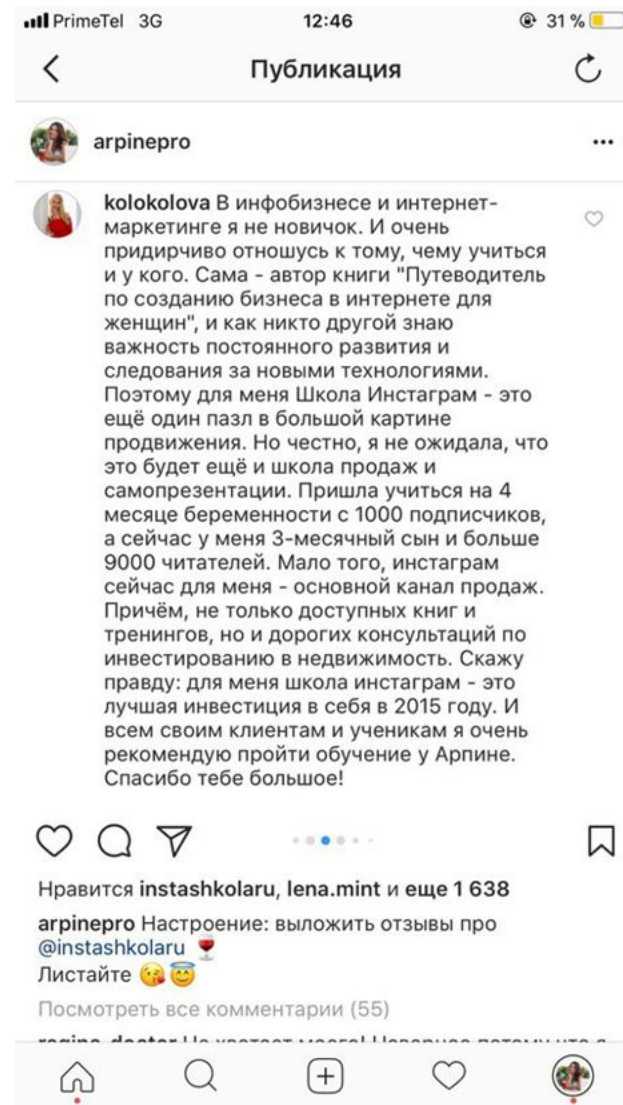 PrimeTel 3G 12:46 31 %
Публикация
arpinepro
kolokolova В инфобизнесе и интернет-
маркетинге я не новичок. И очень
придирчиво отношусь к тому, чему учиться
и у кого. Сама - автор книги "Путеводитель
по созданию бизнеса в интернете для
женщин", и как никто другой знаю
важность постоянного развития и
следования за новыми технологиями.
Поэтому для меня Школа Инстаграм - это
ещё один пазл в большой картине
продвижения. Но честно, я не ожидала, что
это будет ещё и школа продаж и
самопрезентации. Пришла учиться на 4
месяце беременности с 1000 подписчиков,
а сейчас у меня 3-месячный сын и больше
9000 читателей. Мало того, инстаграм
сейчас для меня - основной канал продаж.
Причём, не только доступных книг и
тренингов, но и дорогих консультаций по
инвестированию в недвижимость. Скажу
правду: для меня школа инстаграм - это
лучшая инвестиция в себя в 2015 году. И
всем своим клиентам и ученикам я очень
рекомендую пройти обучение у Арпине.
Спасибо тебе большое!
Нравится instashkolaru, lena.mint и еще 1 638
arpinepro Настроение: выложить отзывы про
@instashkolaru 🍷
Листайте 😘😇
Посмотреть все комментарии (55)